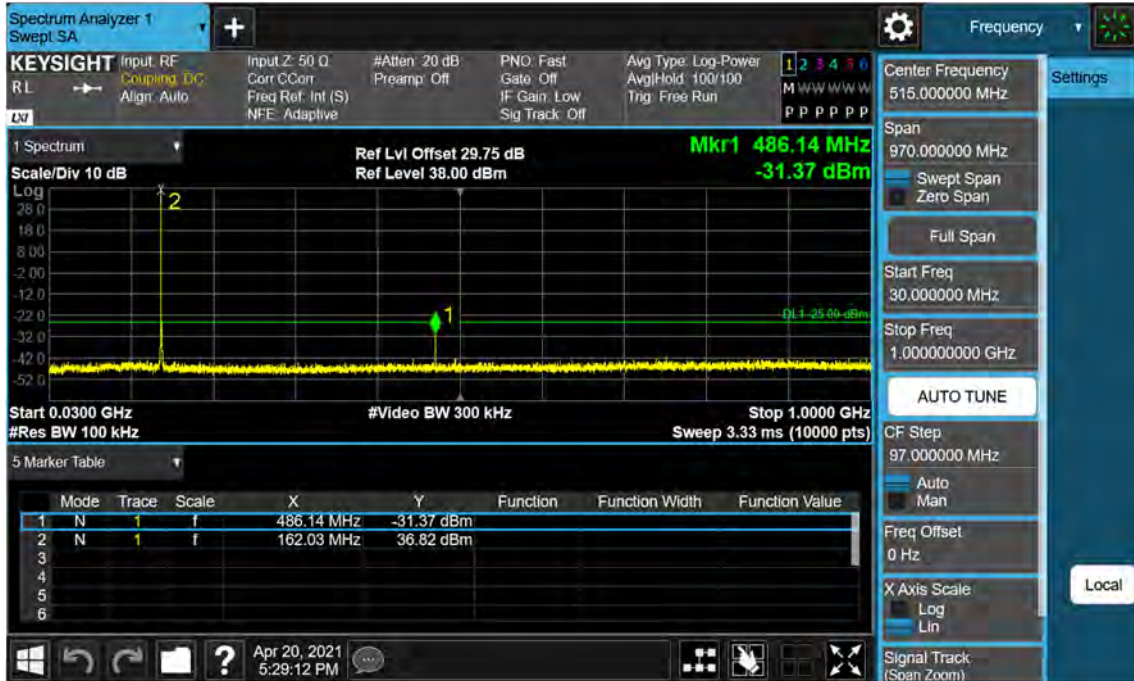 Spectrum Analyzer 1
Swept SA
+
Frequency
KEYSIGHT
RL
LXI
Input: RF
Coupling: DC
Align: Auto
Input Z: 50 Ω
Corr CCorr
Freq Ref: Int (S)
NFE: Adaptive
#Atten: 20 dB
Preamp: Off
PNO: Fast
Gate: Off
IF Gain: Low
Sig Track: Off
Avg Type: Log-Power
Avg|Hold: 100/100
Trig: Free Run
1 2 3 4 5 6
M W W W W W
P P P P P P
1 Spectrum
Scale/Div 10 dB
Ref Lvl Offset 29.75 dB
Ref Level 38.00 dBm
Mkr1 486.14 MHz
-31.37 dBm
Log
28.0
18.0
8.00
-2.00
-12.0
-22.0
-32.0
-42.0
-52.0
2
1
DL1 -25.00 dBm
Start 0.0300 GHz
#Video BW 300 kHz
Stop 1.0000 GHz
#Res BW 100 kHz
Sweep 3.33 ms (10000 pts)
5 Marker Table
Mode Trace Scale X Y Function Function Width Function Value
1 N 1 f 486.14 MHz -31.37 dBm
2 N 1 f 162.03 MHz 36.82 dBm
3
4
5
6
?
Apr 20, 2021
5:29:12 PM
Settings
Center Frequency
515.000000 MHz
Span
970.000000 MHz
Swept Span
Zero Span
Full Span
Start Freq
30.000000 MHz
Stop Freq
1.000000000 GHz
AUTO TUNE
CF Step
97.000000 MHz
Auto
Man
Freq Offset
0 Hz
X Axis Scale
Log
Lin
Signal Track
(Span Zoom)
Local